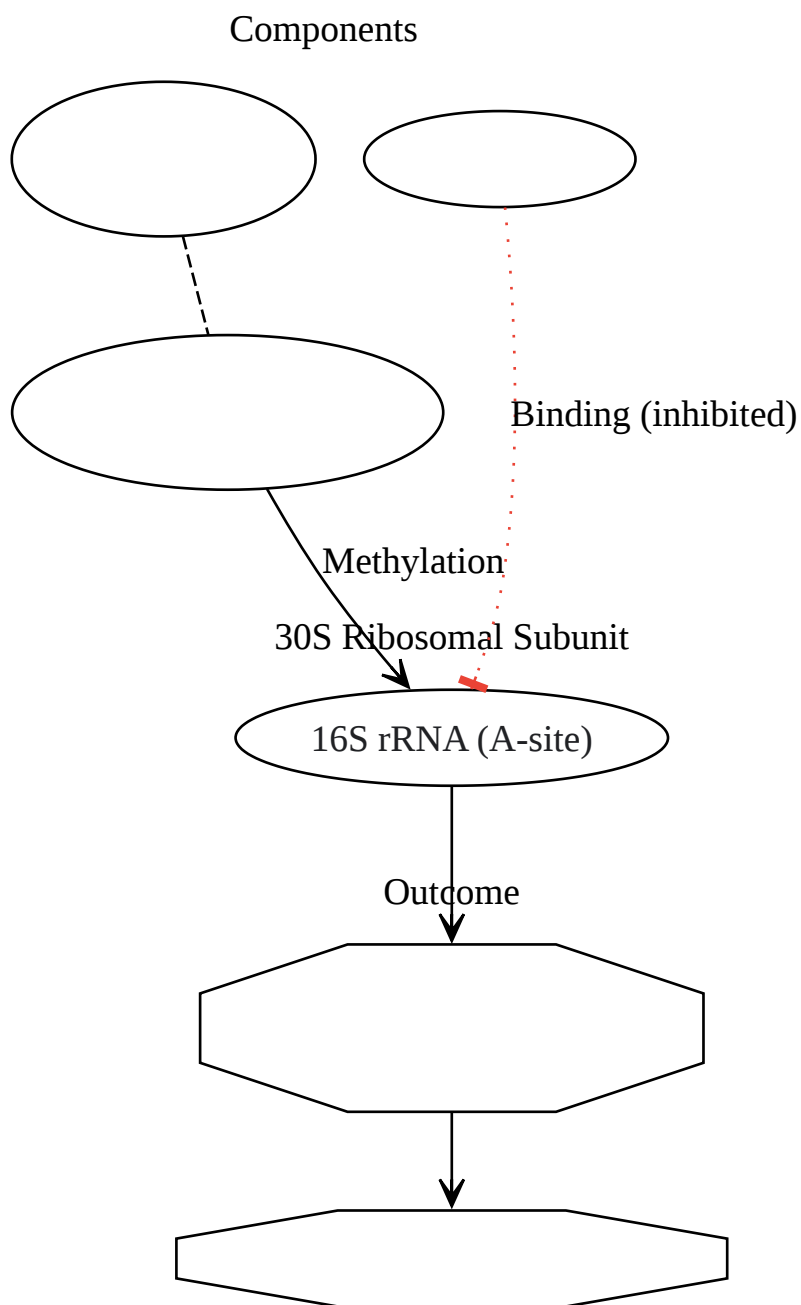 Components
Binding (inhibited)
Methylation
30S Ribosomal Subunit
16S rRNA (A-site)
Outcome